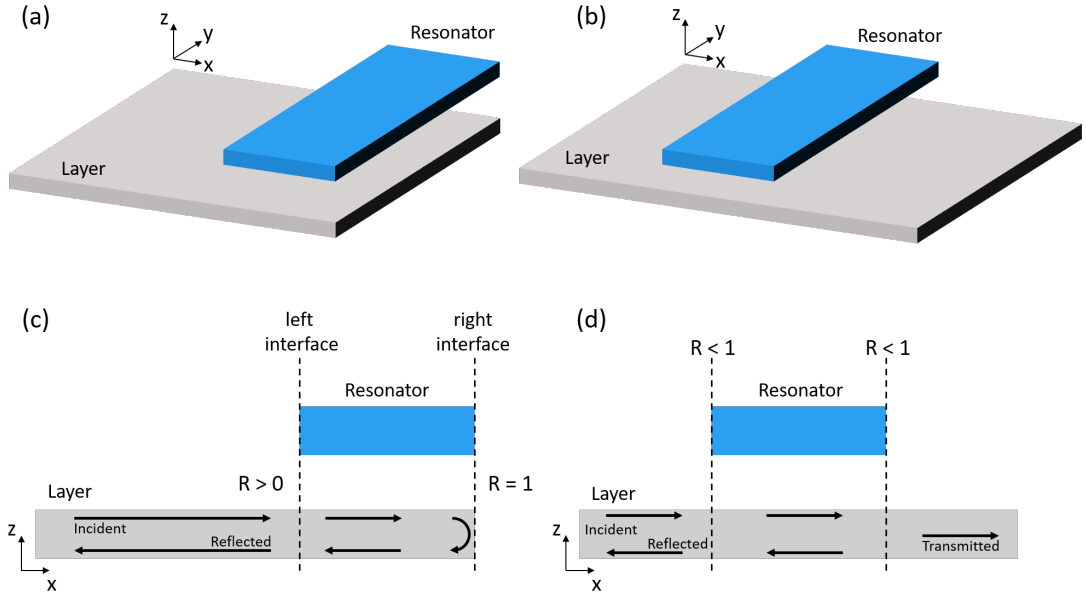 (a)
z
y
x
Resonator
Layer
(b)
z
y
x
Resonator
Layer
(c)
left
interface
right
interface
Resonator
R > 0
R = 1
Layer
Incident
Reflected
z
x
(d)
R < 1
R < 1
Resonator
Layer
Incident
Reflected
Transmitted
z
x